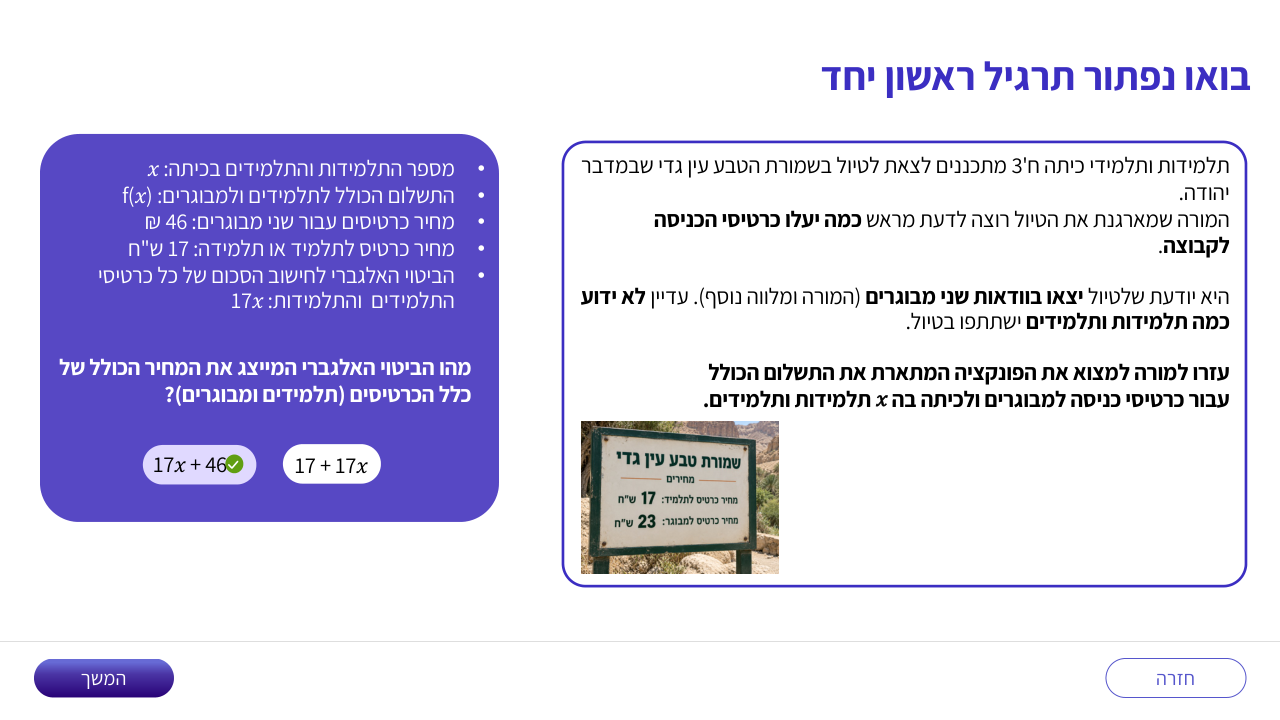 בואו נפתור תרגיל ראשון יחד
תלמידות ותלמידי כיתה ח'3 מתכננים לצאת לטיול בשמורת הטבע עין גדי שבמדבר
יהודה.
המורה שמארגנת את הטיול רוצה לדעת מראש כמה יעלו כרטיסי הכניסה
לקבוצה.
היא יודעת שלטיול יצאו בוודאות שני מבוגרים (המורה ומלווה נוסף). עדיין לא ידוע
כמה תלמידות ותלמידים ישתתפו בטיול.
עזרו למורה למצוא את הפונקציה המתארת את התשלום הכולל
עבור כרטיסי כניסה למבוגרים ולכיתה בה x תלמידות ותלמידים.
שמורת טבע עין גדי
מחירים
מחיר כרטיס לתלמיד: 17 ש"ח
מחיר כרטיס למבוגר: 23 ש"ח
• מספר התלמידות והתלמידים בכיתה: x
• התשלום הכולל לתלמידים ולמבוגרים: f(x)
• מחיר כרטיסים עבור שני מבוגרים: 46 ₪
• מחיר כרטיס לתלמיד או תלמידה: 17 ש"ח
• הביטוי האלגברי לחישוב הסכום של כל כרטיסי
התלמידים והתלמידות: 17x
מהו הביטוי האלגברי המייצג את המחיר הכולל של
כלל הכרטיסים (תלמידים ומבוגרים)?
17 + 17x
17x + 46
חזרה
המשך